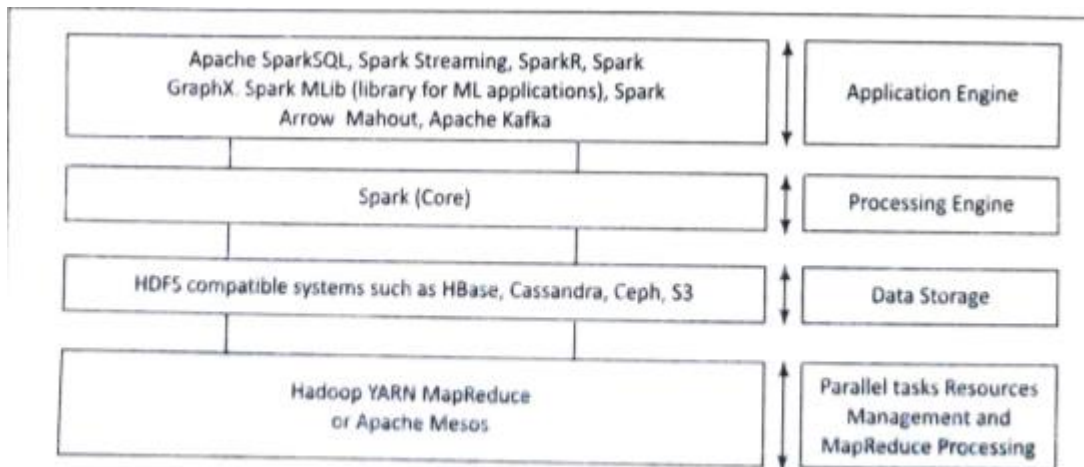 Apache SparkSQL, Spark Streaming, SparkR, Spark
GraphX. Spark MLib (library for ML applications), Spark
Arrow Mahout, Apache Kafka
Application Engine
Spark (Core)
Processing Engine
HDFS compatible systems such as HBase, Cassandra, Ceph, S3
Data Storage
Hadoop YARN MapReduce
or Apache Mesos
Parallel tasks Resources
Management and
MapReduce Processing